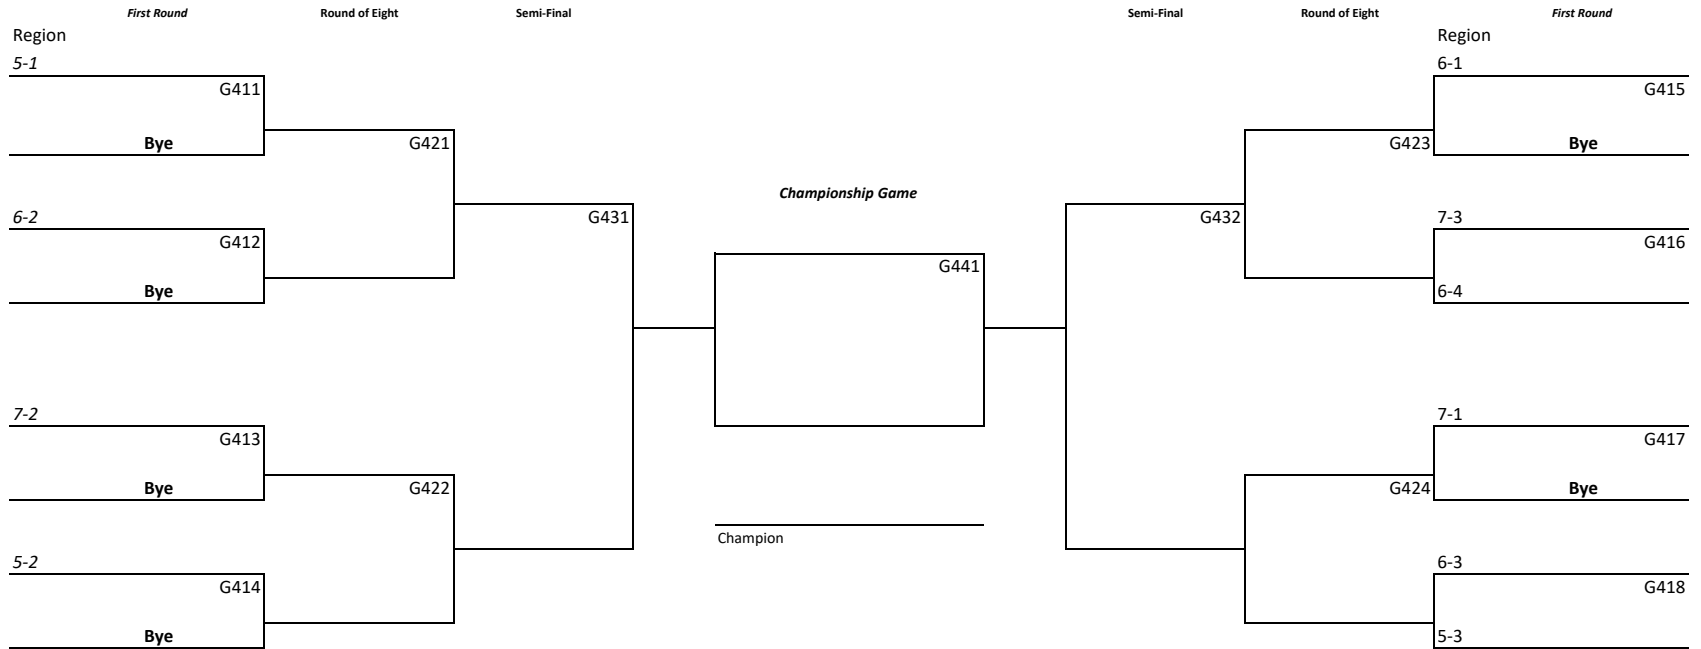 First Round Round of Eight Semi-Final Semi-Final Round of Eight First Round
Region Region
5-1 6-1
G411 G415
Bye G421 G423 Bye
Championship Game
6-2 G431 G432 7-3
G412 G416
G441
Bye 6-4
7-2 7-1
G413 G417
Bye G422 G424 Bye
Champion
5-2 6-3
G414 G418
Bye 5-3